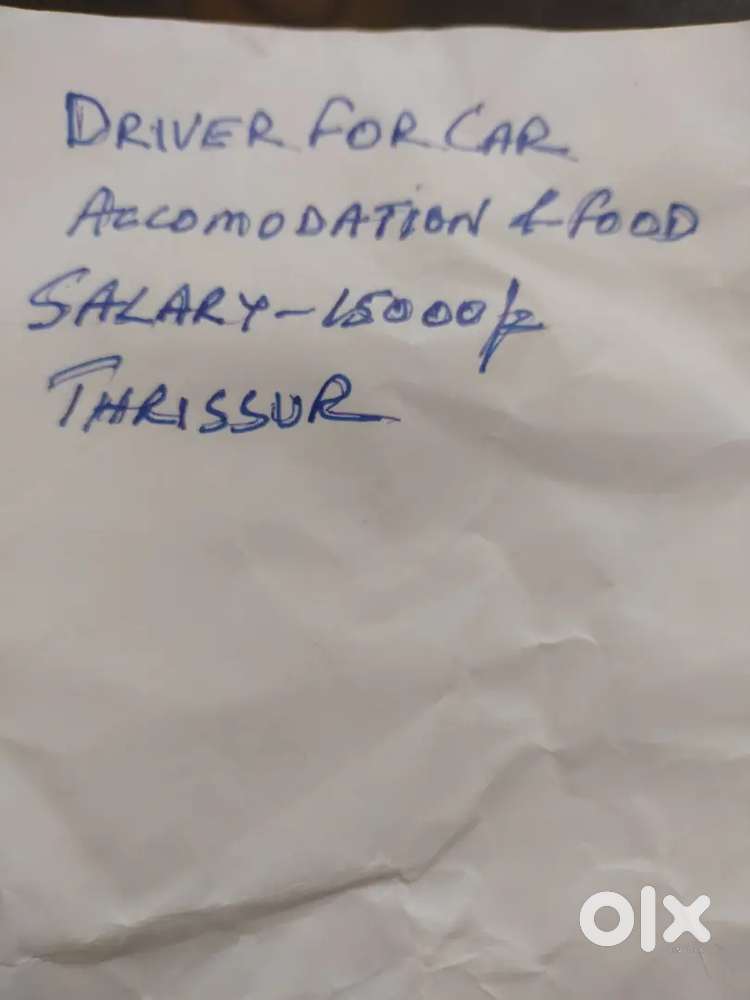 DRIVER FOR CAR
ACCOMODATION & FOOD
SALARY - 15000/-
THRISSUR
olx